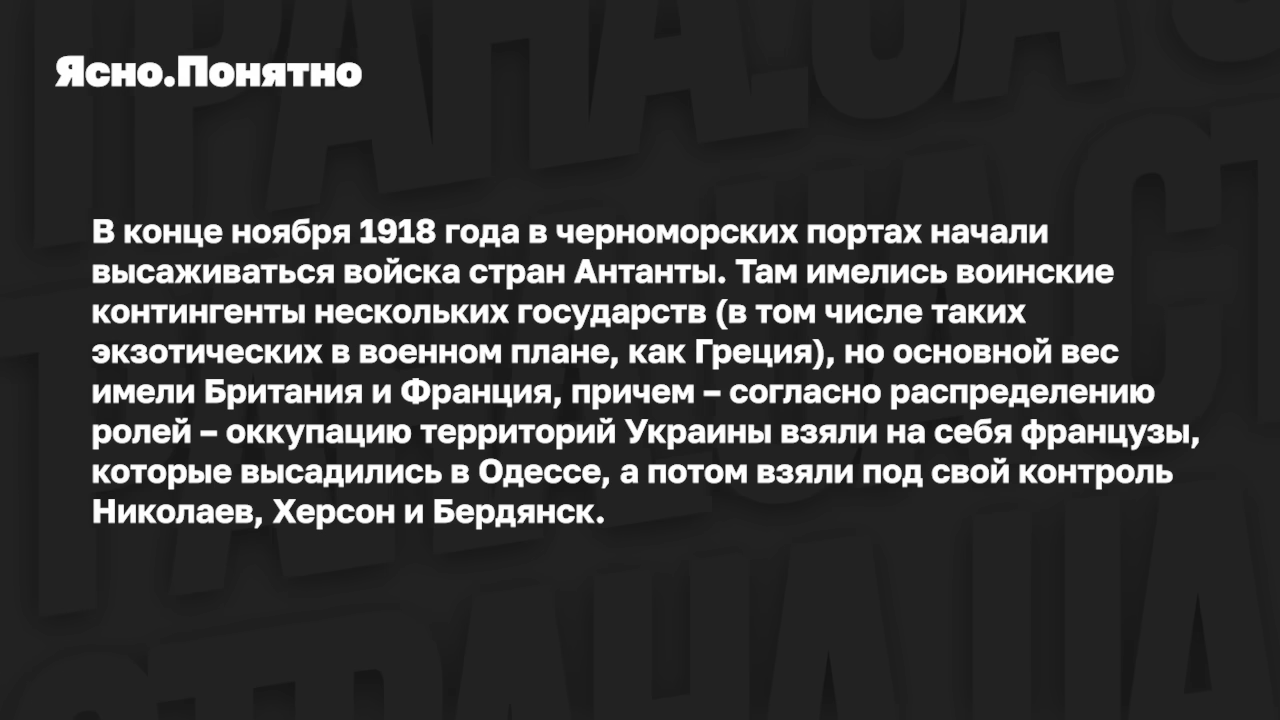 Ясно.Понятно
В конце ноября 1918 года в черноморских портах начали
высаживаться войска стран Антанты. Там имелись воинские
контингенты нескольких государств (в том числе таких
экзотических в военном плане, как Греция), но основной вес
имели Британия и Франция, причем – согласно распределению
ролей – оккупацию территорий Украины взяли на себя французы,
которые высадились в Одессе, а потом взяли под свой контроль
Николаев, Херсон и Бердянск.